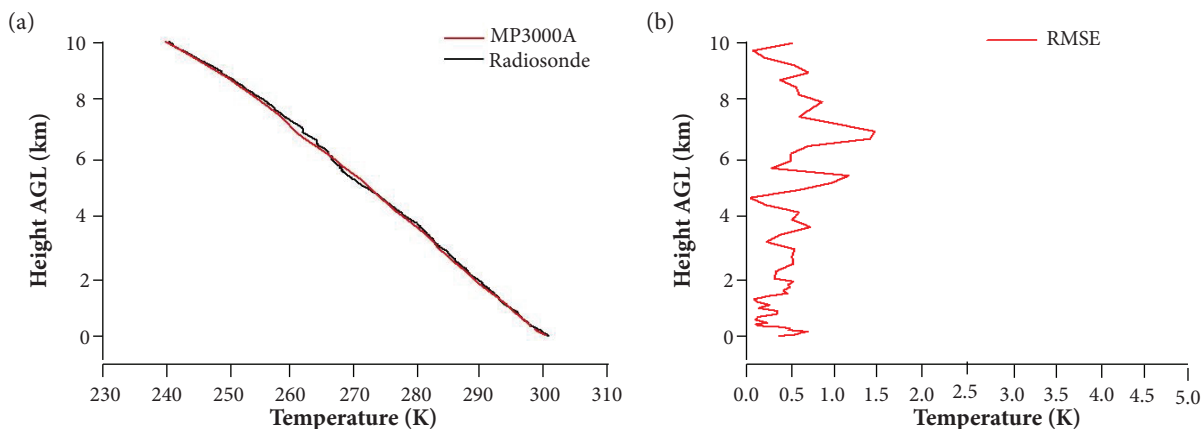 (a)
MP3000A
Radiosonde
10
8
6
4
2
0
Height AGL (km)
230 240 250 260 270 280 290 300 310
Temperature (K)
(b)
RMSE
10
8
6
4
2
0
Height AGL (km)
0.0 0.5 1.0 1.5 2.0 2.5 3.0 3.5 4.0 4.5 5.0
Temperature (K)